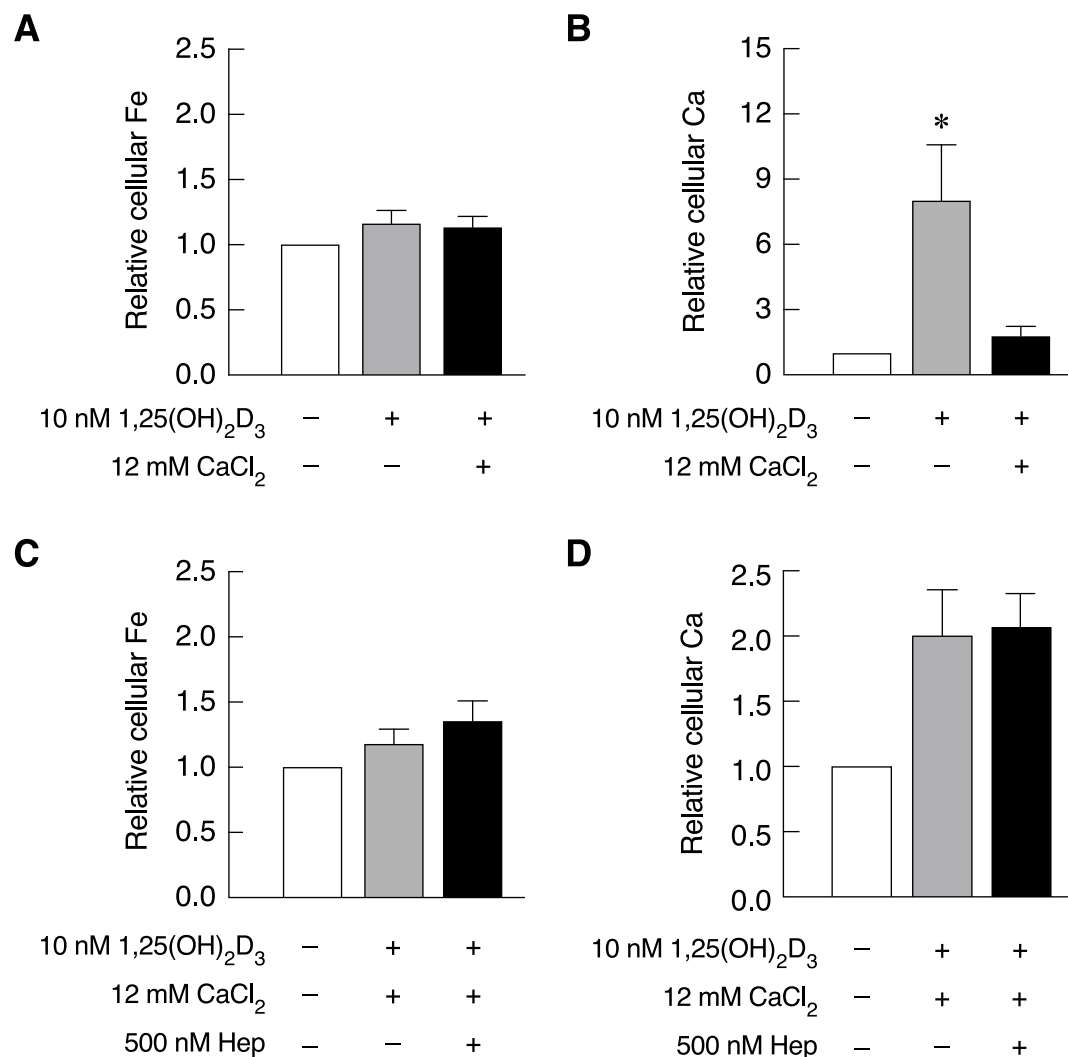 A
Relative cellular Fe
2.5
2.0
1.5
1.0
0.5
0.0
10 nM 1,25(OH)₂D₃ − + +
12 mM CaCl₂ − − +
B
Relative cellular Ca
15
12
9
6
3
0
*
10 nM 1,25(OH)₂D₃ − + +
12 mM CaCl₂ − − +
C
Relative cellular Fe
2.5
2.0
1.5
1.0
0.5
0.0
10 nM 1,25(OH)₂D₃ − + +
12 mM CaCl₂ − + +
500 nM Hep − − +
D
Relative cellular Ca
2.5
2.0
1.5
1.0
0.5
0.0
10 nM 1,25(OH)₂D₃ − + +
12 mM CaCl₂ − + +
500 nM Hep − − +